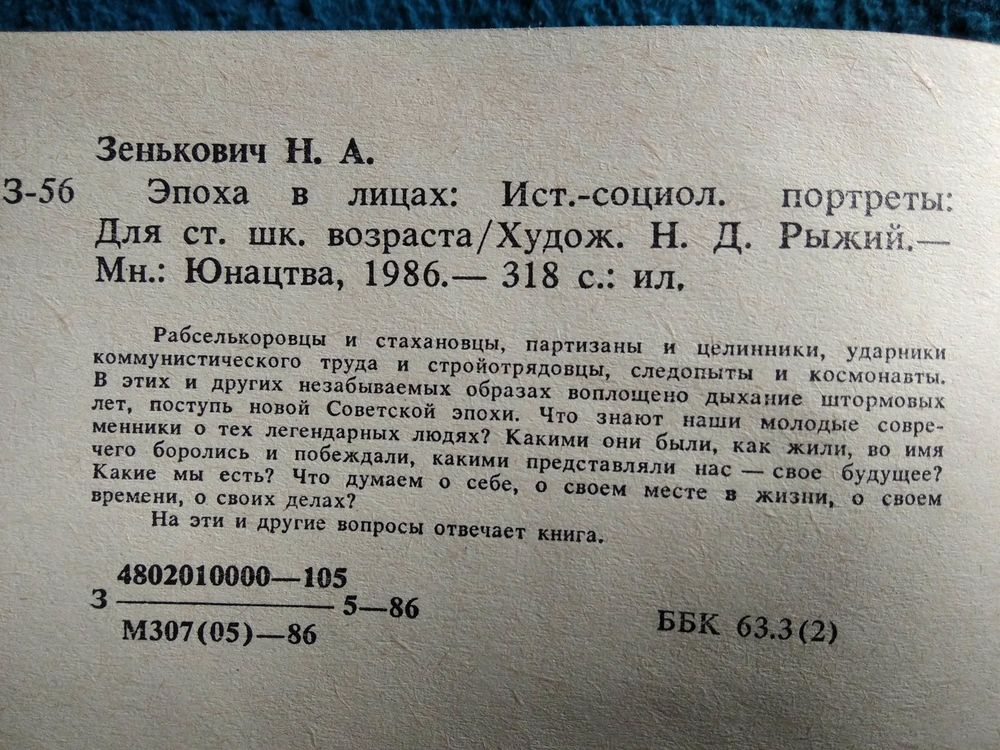 Зенькович Н. А.
З-56 Эпоха в лицах: Ист.-социол. портреты:
Для ст. шк. возраста/Худож. Н. Д. Рыжий.—
Мн.: Юнацтва, 1986.— 318 с.: ил.
Рабселькоровцы и стахановцы, партизаны и целинники, ударники
коммунистического труда и стройотрядовцы, следопыты и космонавты.
В этих и других незабываемых образах воплощено дыхание штормовых
лет, поступь новой Советской эпохи. Что знают наши молодые совре-
менники о тех легендарных людях? Какими они были, как жили, во имя
чего боролись и побеждали, какими представляли нас — свое будущее?
Какие мы есть? Что думаем о себе, о своем месте в жизни, о своем
времени, о своих делах?
На эти и другие вопросы отвечает книга.
4802010000—105
З 5—86
М307(05)—86
ББК 63.3(2)